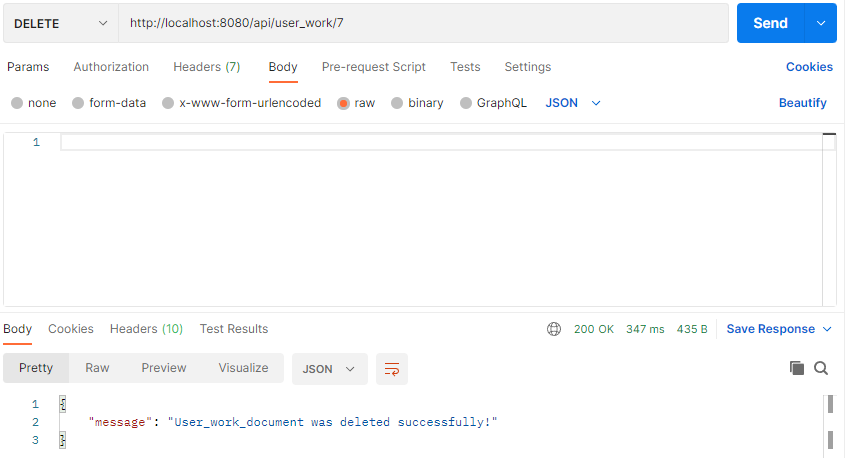 DELETE http://localhost:8080/api/user_work/7 Send
Params Authorization Headers (7) Body Pre-request Script Tests Settings Cookies
none form-data x-www-form-urlencoded raw binary GraphQL JSON Beautify
1
Body Cookies Headers (10) Test Results 200 OK 347 ms 435 B Save Response
Pretty Raw Preview Visualize JSON
1 {
2 "message": "User_work_document was deleted successfully!"
3 }